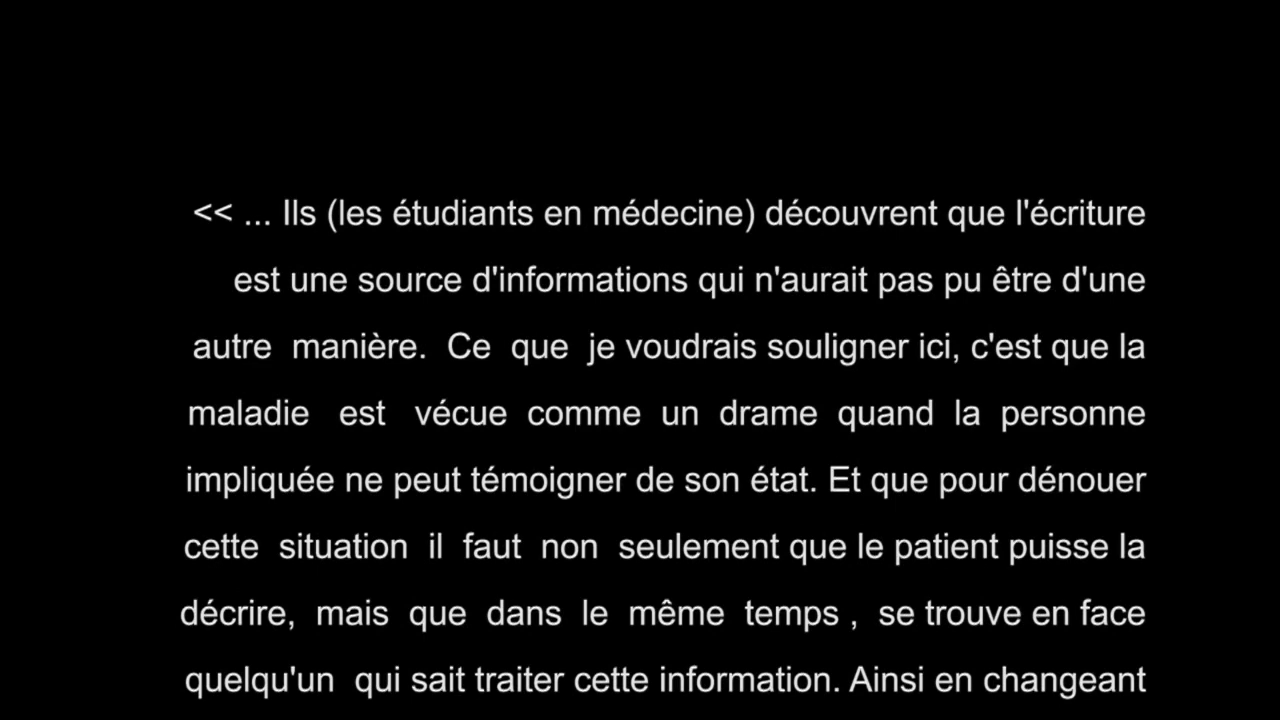 << ... Ils (les étudiants en médecine) découvrent que l'écriture
est une source d'informations qui n'aurait pas pu être d'une
autre manière. Ce que je voudrais souligner ici, c'est que la
maladie est vécue comme un drame quand la personne
impliquée ne peut témoigner de son état. Et que pour dénouer
cette situation il faut non seulement que le patient puisse la
décrire, mais que dans le même temps , se trouve en face
quelqu'un qui sait traiter cette information. Ainsi en changeant